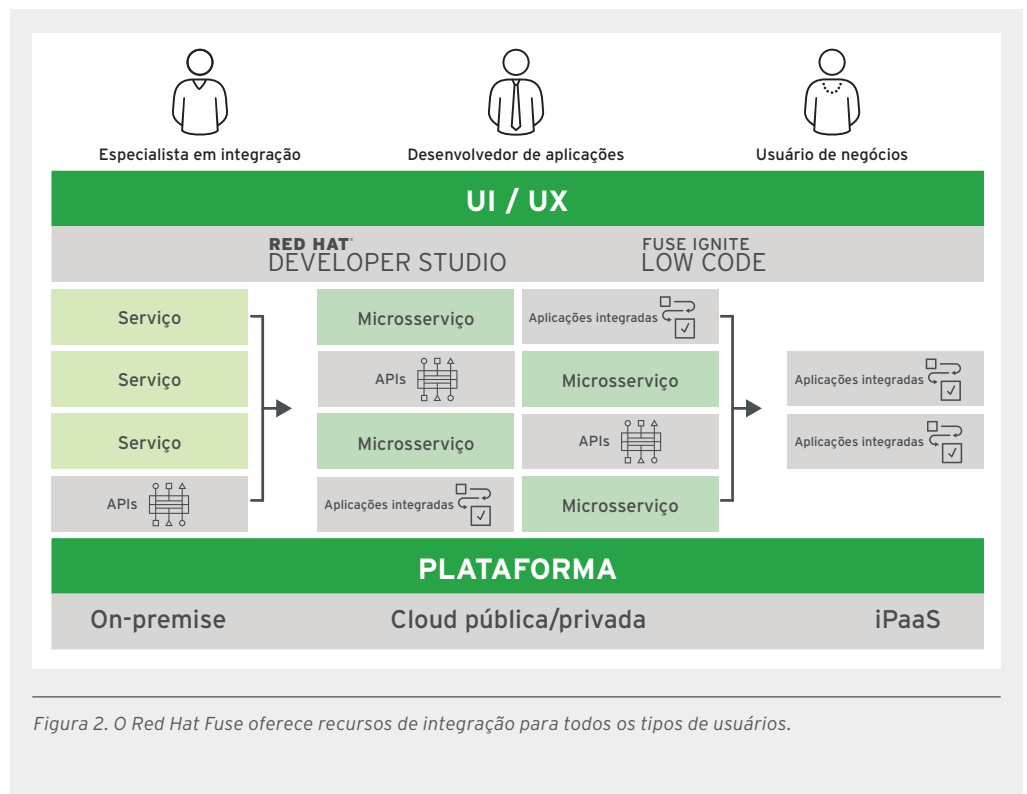 Especialista em integração
Desenvolvedor de aplicações
Usuário de negócios
UI / UX
RED HAT
DEVELOPER STUDIO
FUSE IGNITE
LOW CODE
Serviço
Serviço
Serviço
APIs
Microsserviço
APIs
Microsserviço
Aplicações integradas
Aplicações integradas
Microsserviço
APIs
Microsserviço
Aplicações integradas
Aplicações integradas
PLATAFORMA
On-premise
Cloud pública/privada
iPaaS
Figura 2. O Red Hat Fuse oferece recursos de integração para todos os tipos de usuários.